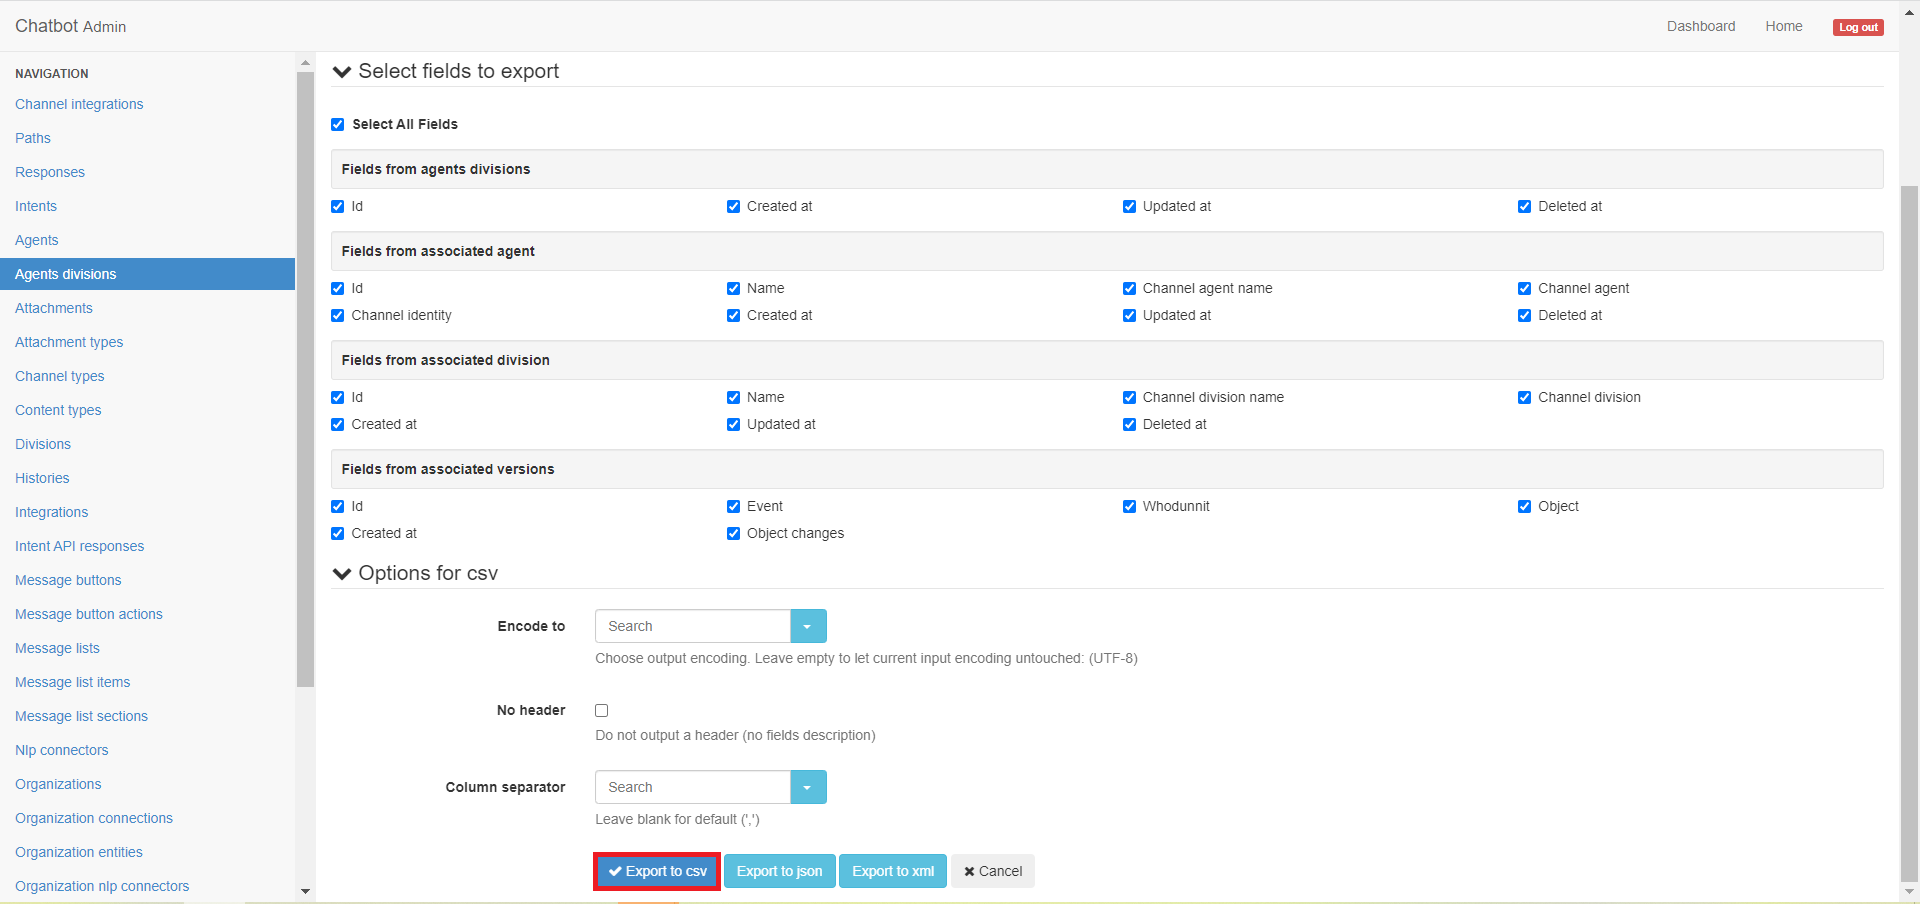 Chatbot Admin
Dashboard Home Log out
NAVIGATION
Channel integrations
Paths
Responses
Intents
Agents
Agents divisions
Attachments
Attachment types
Channel types
Content types
Divisions
Histories
Integrations
Intent API responses
Message buttons
Message button actions
Message lists
Message list items
Message list sections
Nlp connectors
Organizations
Organization connections
Organization entities
Organization nlp connectors
Select fields to export
Select All Fields
Fields from agents divisions
Id Created at Updated at Deleted at
Fields from associated agent
Id Name Channel agent name Channel agent
Channel identity Created at Updated at Deleted at
Fields from associated division
Id Name Channel division name Channel division
Created at Updated at Deleted at
Fields from associated versions
Id Event Whodunnit Object
Created at Object changes
Options for csv
Encode to Search
Choose output encoding. Leave empty to let current input encoding untouched: (UTF-8)
No header
Do not output a header (no fields description)
Column separator Search
Leave blank for default (',')
Export to csv Export to json Export to xml Cancel